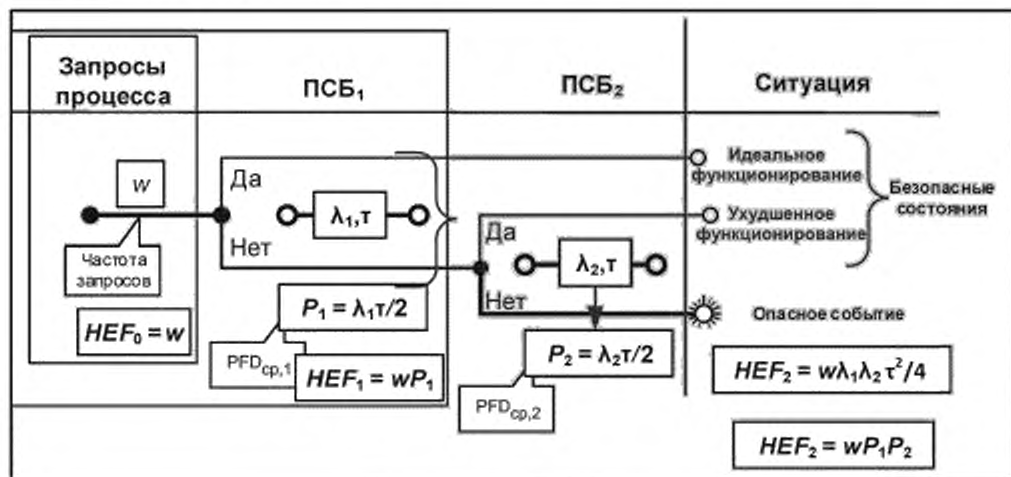 Запросы
процесса
ПСБ₁
ПСБ₂
Ситуация
w
Да
Нет
λ₁,τ
Частота
запросов
HEF₀ = w
P₁ = λ₁τ/2
PFDср,1
HEF₁ = wP₁
Да
Нет
λ₂,τ
P₂ = λ₂τ/2
PFDср,2
Идеальное
функционирование
Ухудшенное
функционирование
Безопасные
состояния
Опасное событие
HEF₂ = wλ₁λ₂τ²/4
HEF₂ = wP₁P₂